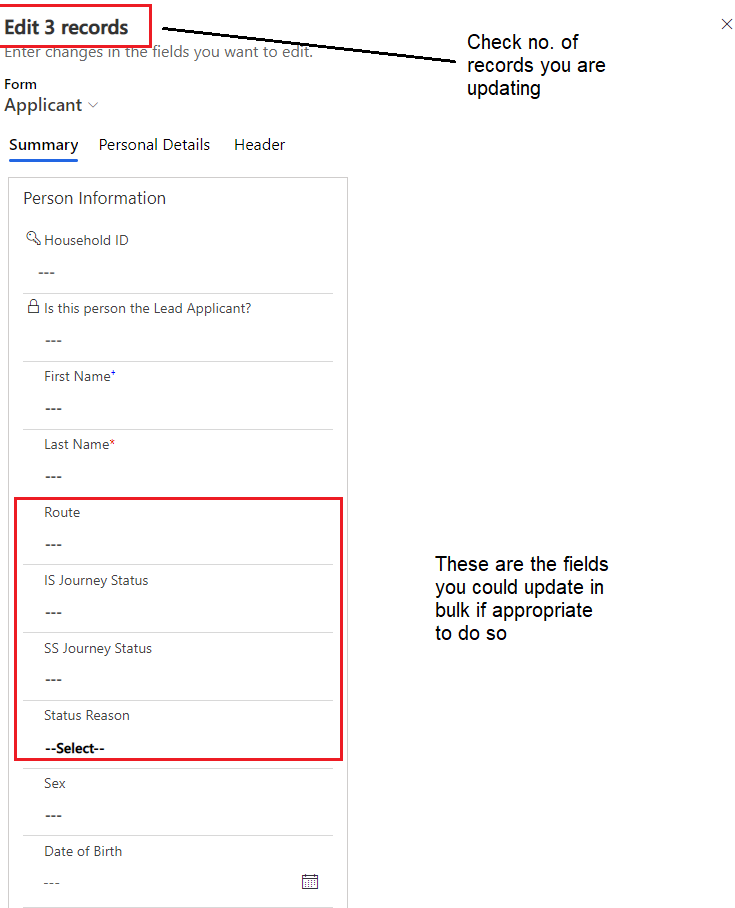 Edit 3 records
Enter changes in the fields you want to edit.
Check no. of
records you are
updating
Form
Applicant
Summary Personal Details Header
Person Information
Household ID
---
Is this person the Lead Applicant?
---
First Name+
---
Last Name*
---
Route
---
IS Journey Status
---
SS Journey Status
---
Status Reason
--Select--
These are the fields
you could update in
bulk if appropriate
to do so
Sex
---
Date of Birth
---